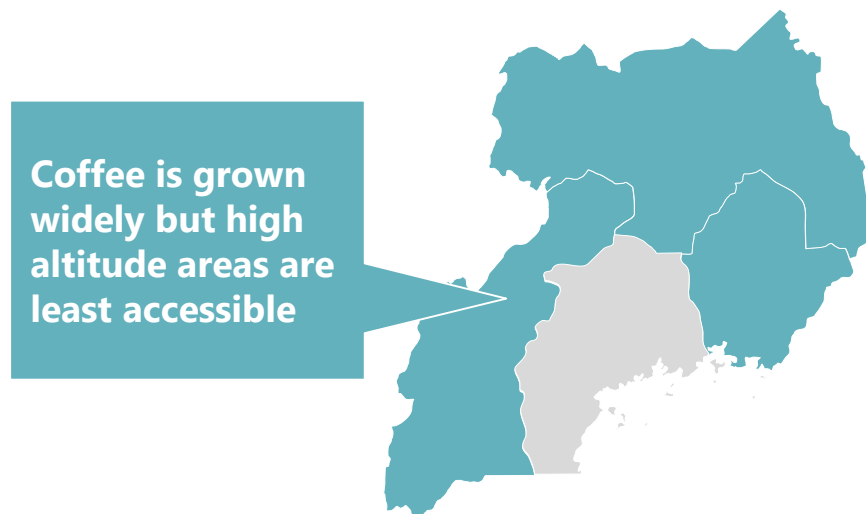 Coffee is grown
widely but high
altitude areas are
least accessible